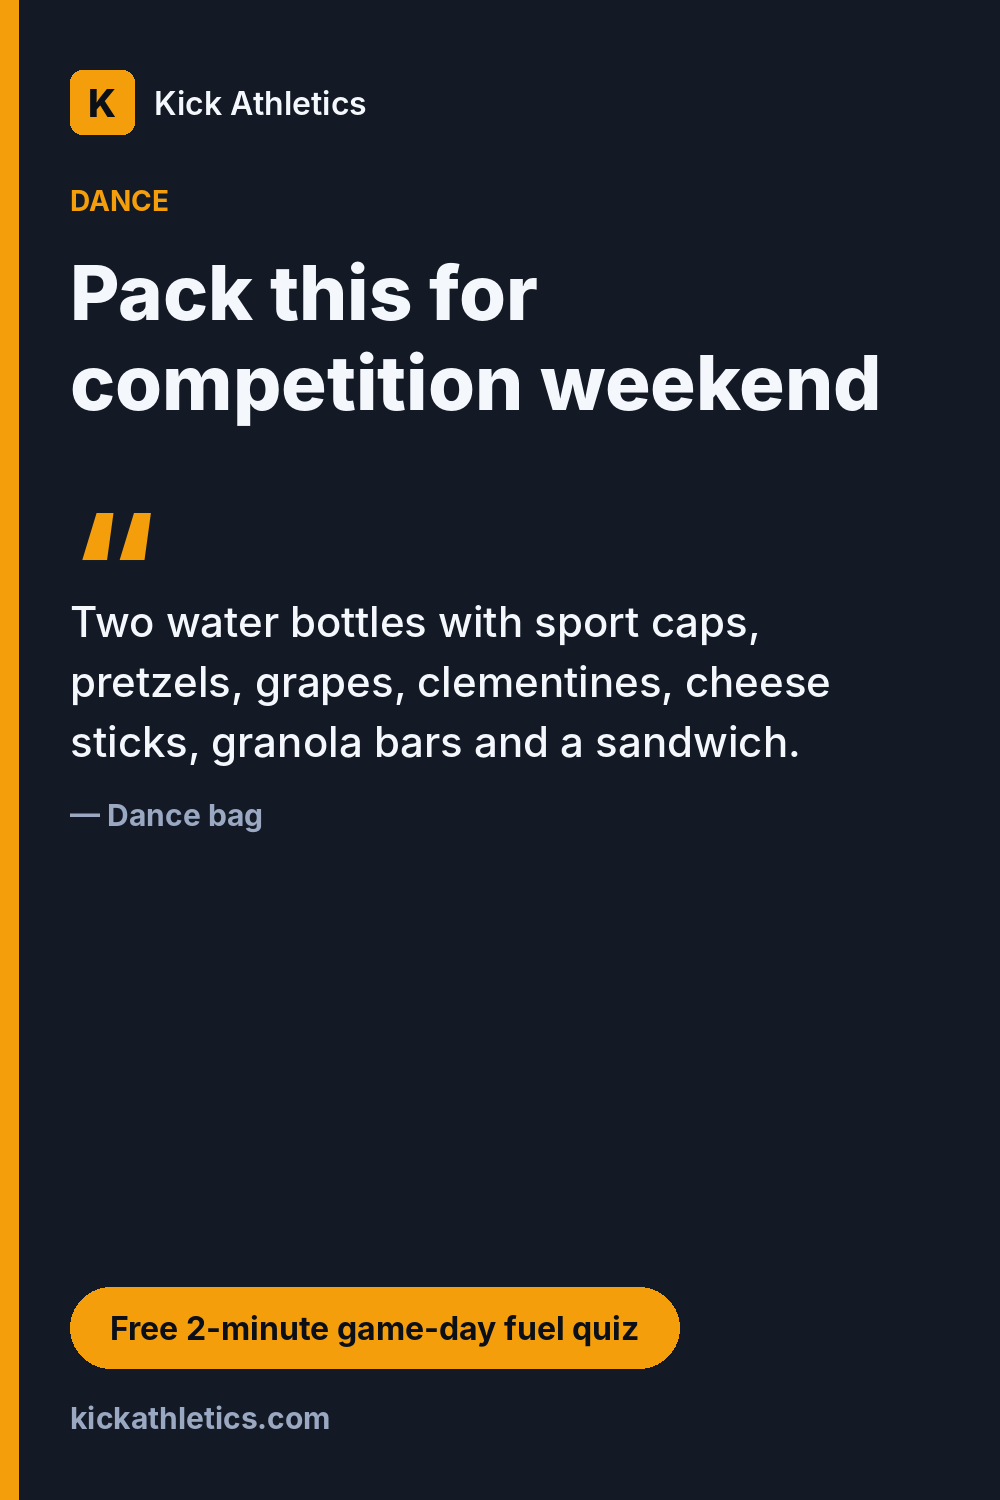 K
Kick Athletics
DANCE
Pack this for
competition weekend
“
Two water bottles with sport caps,
pretzels, grapes, clementines, cheese
sticks, granola bars and a sandwich.
— Dance bag
Free 2-minute game-day fuel quiz
kickathletics.com